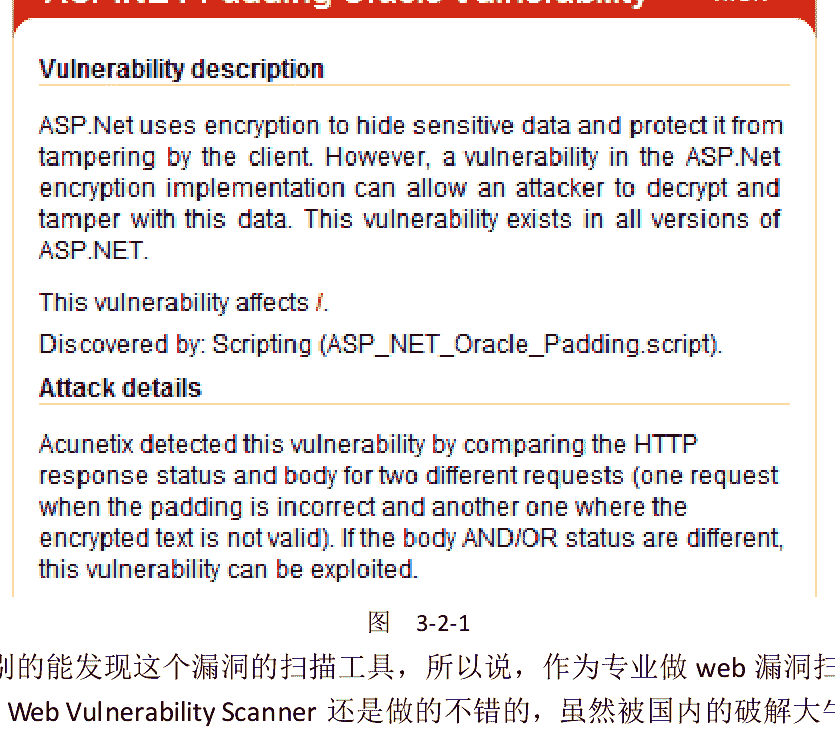 ASP.NET Padding Oracle Vulnerability
Vulnerability description
ASP.Net uses encryption to hide sensitive data and protect it from
tampering by the client. However, a vulnerability in the ASP.Net
encryption implementation can allow an attacker to decrypt and
tamper with this data. This vulnerability exists in all versions of
ASP.NET.
This vulnerability affects /.
Discovered by: Scripting (ASP_NET_Oracle_Padding.script).
Attack details
Acunetix detected this vulnerability by comparing the HTTP
response status and body for two different requests (one request
when the padding is incorrect and another one where the
encrypted text is not valid). If the body AND/OR status are different,
this vulnerability can be exploited.
图 3-2-1
别的能发现这个漏洞的扫描工具，所以说，作为专业做 web 漏洞扫
Web Vulnerability Scanner 还是做的不错的，虽然被国内的破解大牛